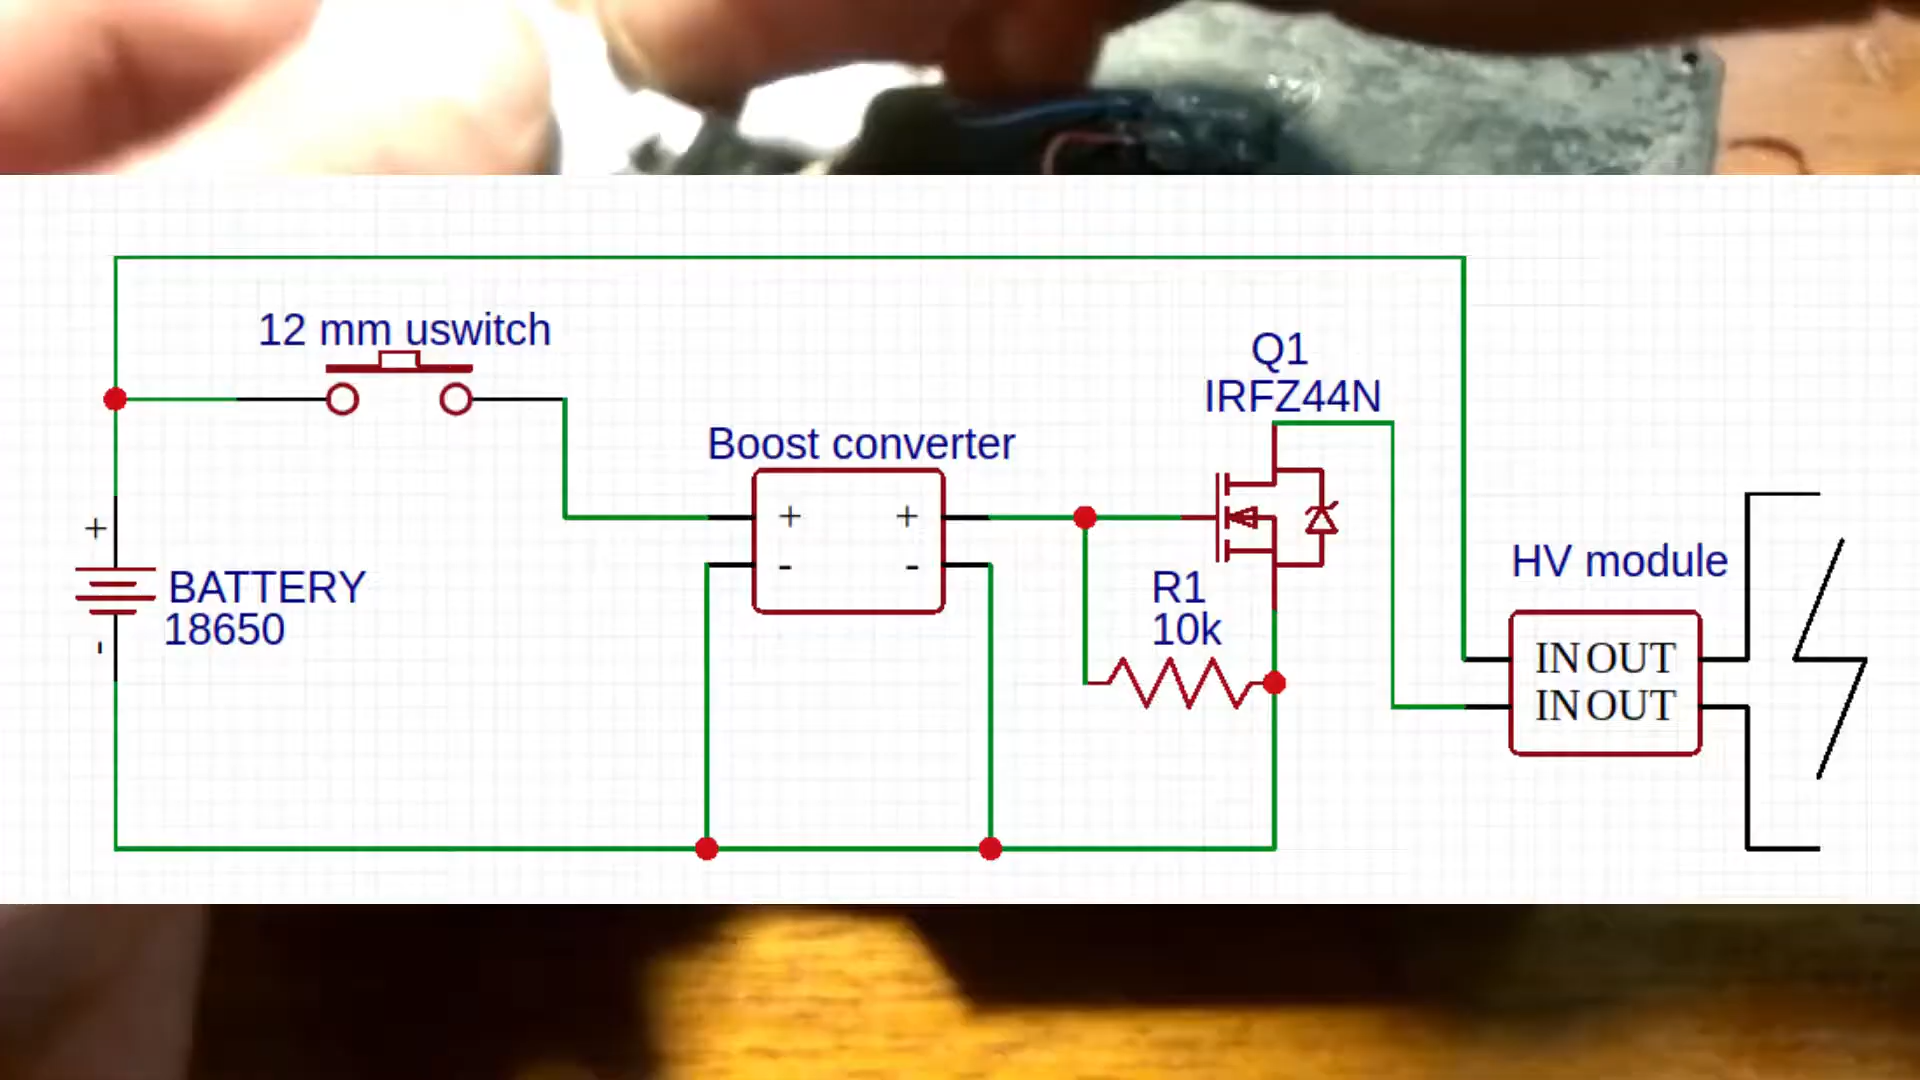 12 mm uswitch
Q1
IRFZ44N
Boost converter
+ +
- -
+
BATTERY
18650
-
R1
10k
HV module
IN OUT
IN OUT